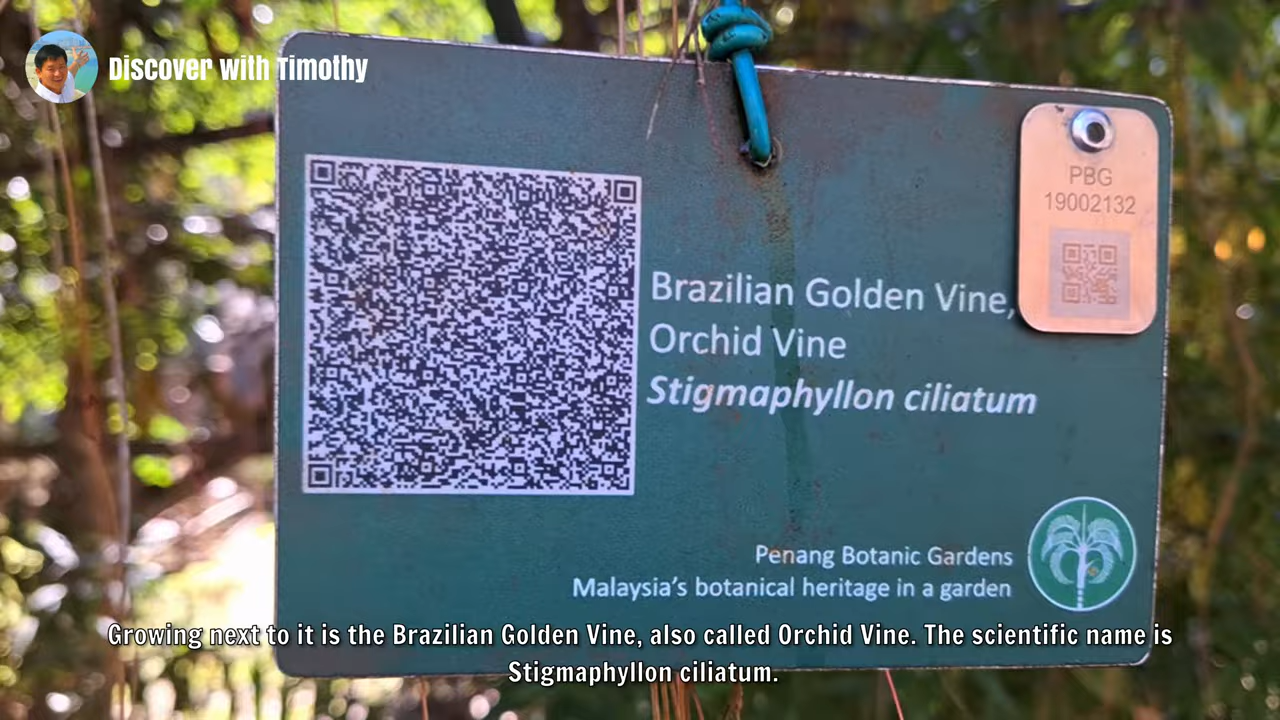 Discover with Timothy
PBG
19002132
Brazilian Golden Vine,
Orchid Vine
Stigmaphyllon ciliatum
Penang Botanic Gardens
Malaysia's botanical heritage in a garden
Growing next to it is the Brazilian Golden Vine, also called Orchid Vine. The scientific name is
Stigmaphyllon ciliatum.